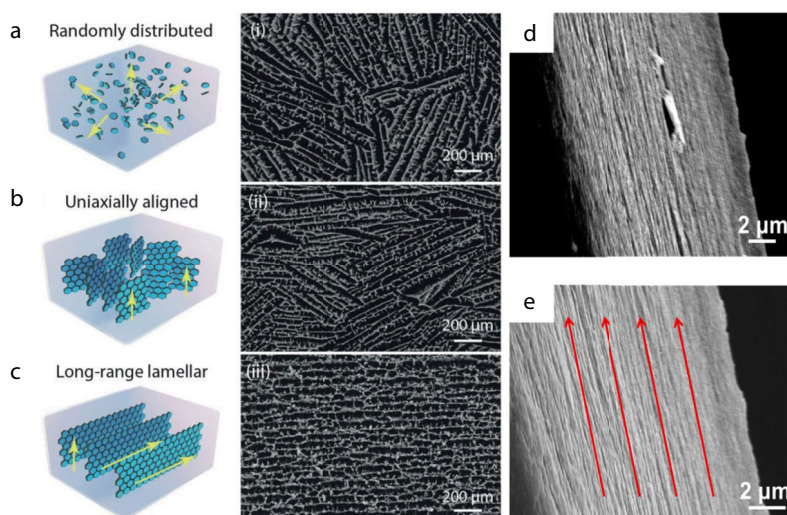 a
Randomly distributed
(i)
200 µm
b
Uniaxially aligned
(ii)
200 µm
c
Long-range lamellar
(iii)
200 µm
d
2 µm
e
2 µm